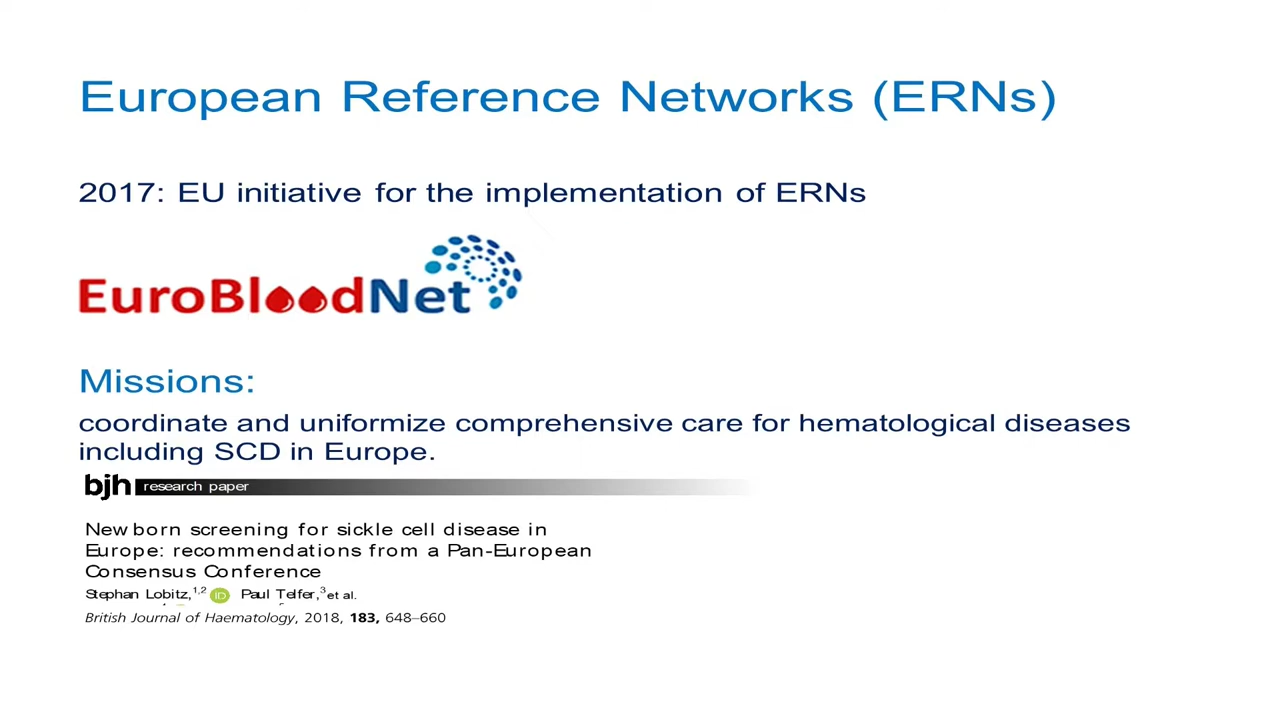 European Reference Networks (ERNs)
2017: EU initiative for the implementation of ERNs
EuroBloodNet
Missions:
coordinate and uniformize comprehensive care for hematological diseases
including SCD in Europe.
bjh research paper
Newborn screening for sickle cell disease in
Europe: recommendations from a Pan-European
Consensus Conference
Stephan Lobitz,1,2 iD Paul Telfer,3 et al.
British Journal of Haematology, 2018, 183, 648–660